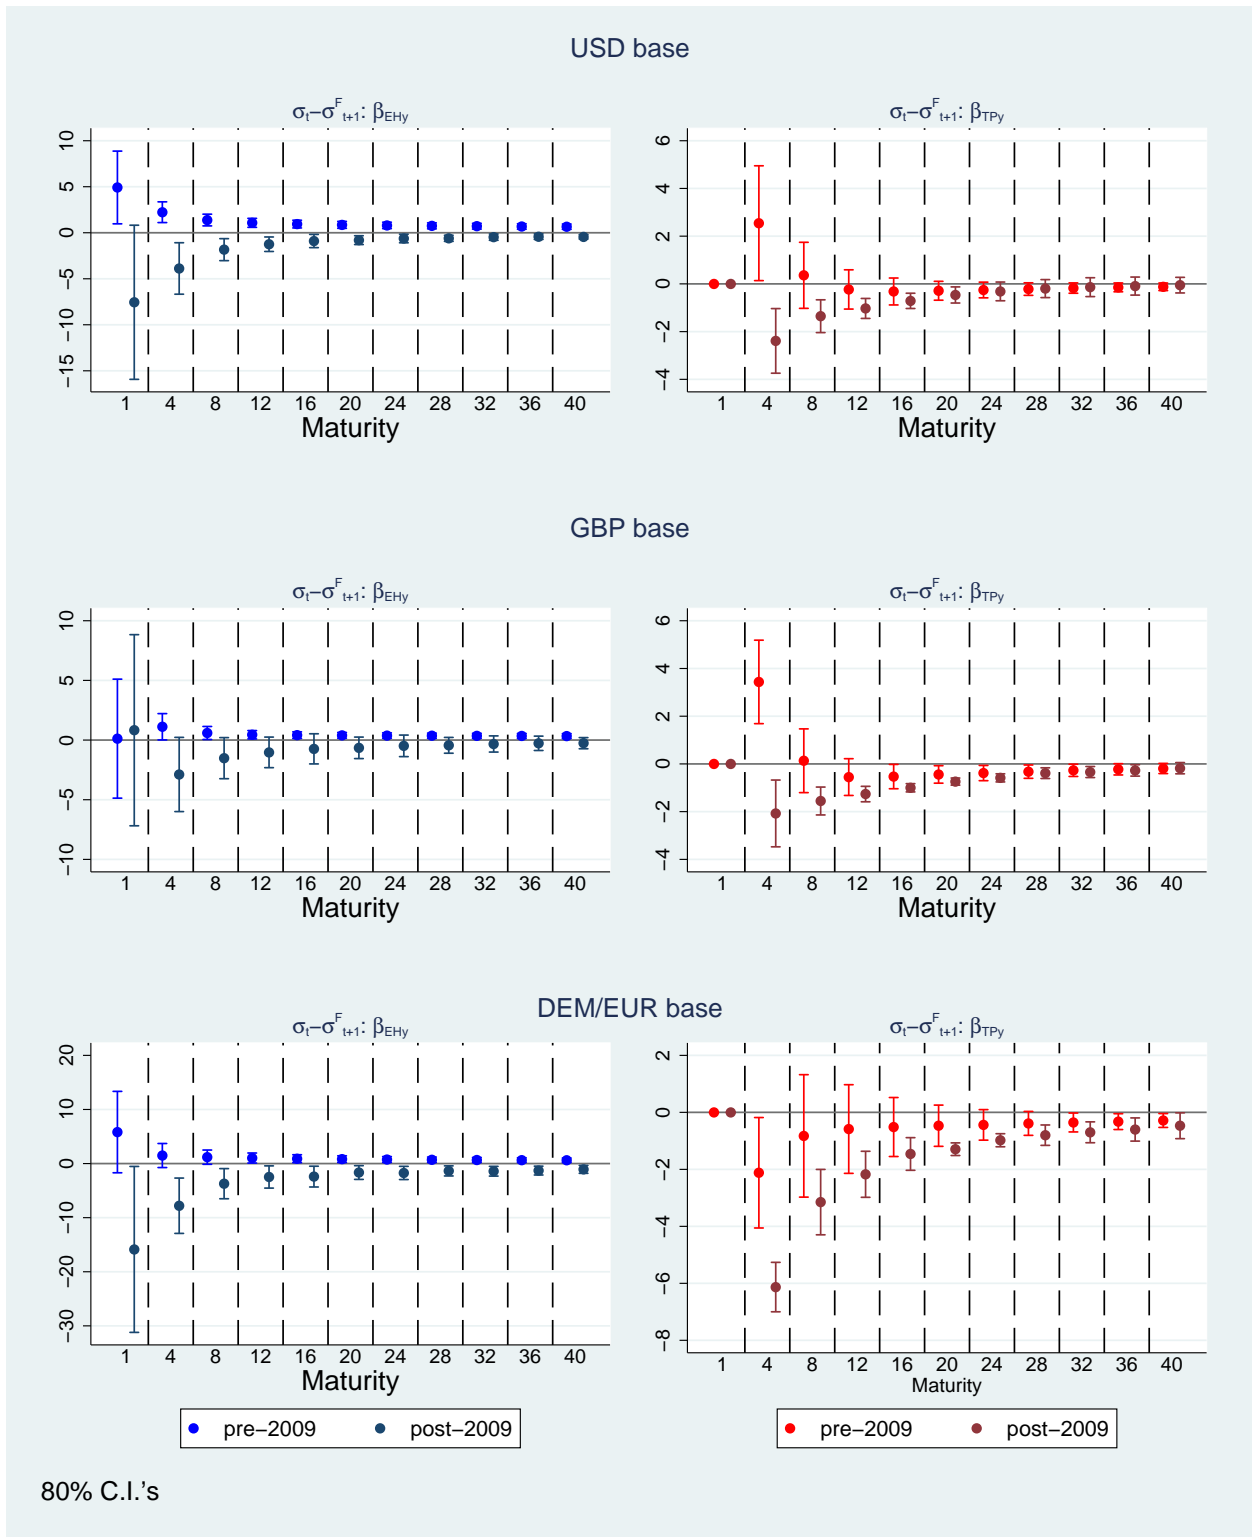 USD base
σt−σFt+1: βEHy
σt−σFt+1: βTPy
10
5
0
−5
−10
−15
1 4 8 12 16 20 24 28 32 36 40
Maturity
6
4
2
0
−2
−4
1 4 8 12 16 20 24 28 32 36 40
Maturity
GBP base
σt−σFt+1: βEHy
σt−σFt+1: βTPy
10
5
0
−5
−10
1 4 8 12 16 20 24 28 32 36 40
Maturity
6
4
2
0
−2
−4
1 4 8 12 16 20 24 28 32 36 40
Maturity
DEM/EUR base
σt−σFt+1: βEHy
σt−σFt+1: βTPy
20
10
0
−10
−20
−30
1 4 8 12 16 20 24 28 32 36 40
Maturity
2
0
−2
−4
−6
−8
1 4 8 12 16 20 24 28 32 36 40
Maturity
pre−2009 post−2009
pre−2009 post−2009
80% C.I.'s